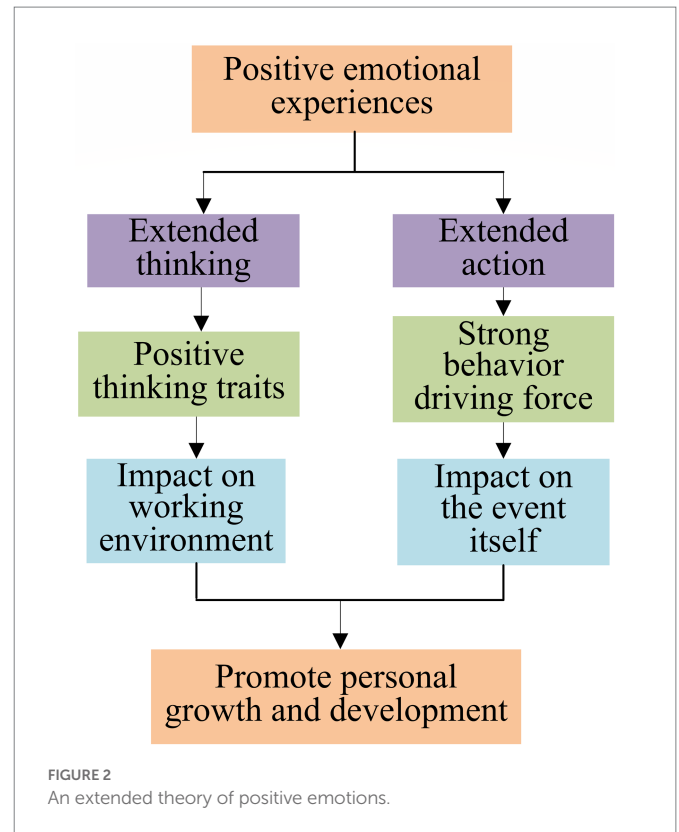 Positive emotional
experiences
Extended
thinking
Extended
action
Positive
thinking traits
Strong
behavior
driving force
Impact on
working
environment
Impact on
the event
itself
Promote personal
growth and development
FIGURE 2
An extended theory of positive emotions.